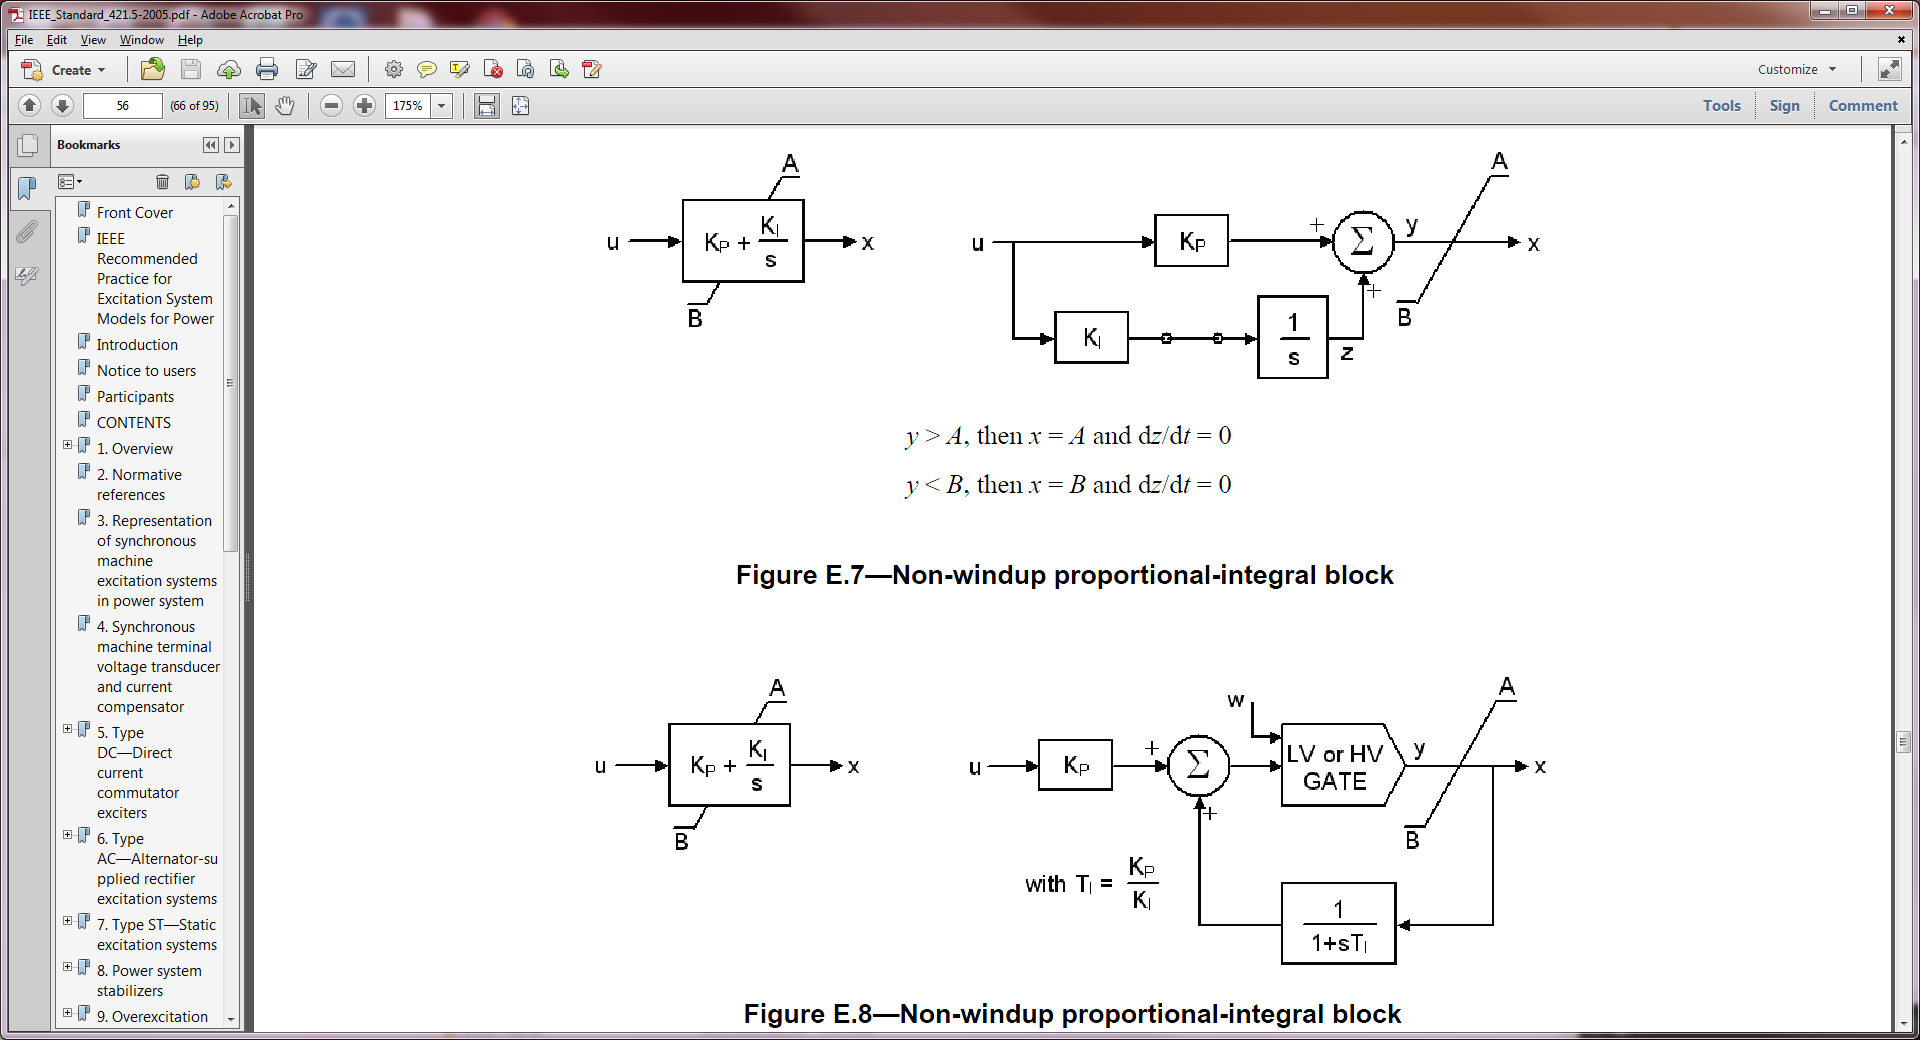 IEEE_Standard_421.5-2005.pdf - Adobe Acrobat Pro
File Edit View Window Help
Create
Customize
56 (66 of 95) 175%
Tools Sign Comment
Bookmarks
Front Cover
IEEE
Recommended
Practice for
Excitation System
Models for Power
Introduction
Notice to users
Participants
CONTENTS
1. Overview
2. Normative
references
3. Representation
of synchronous
machine
excitation systems
in power system
4. Synchronous
machine terminal
voltage transducer
and current
compensator
5. Type
DC—Direct
current
commutator
exciters
6. Type
AC—Alternator-su
pplied rectifier
excitation systems
7. Type ST—Static
excitation systems
8. Power system
stabilizers
9. Overexcitation
A
u KP + KI/s x
B
A
u KP + Σ y x
+
B
KI 1/s z
y > A, then x = A and dz/dt = 0
y < B, then x = B and dz/dt = 0
Figure E.7—Non-windup proportional-integral block
A
u KP + KI/s x
B
w A
u KP + Σ LV or HV GATE y x
+
B
with TI = KP/KI
1/1+sTI
Figure E.8—Non-windup proportional-integral block